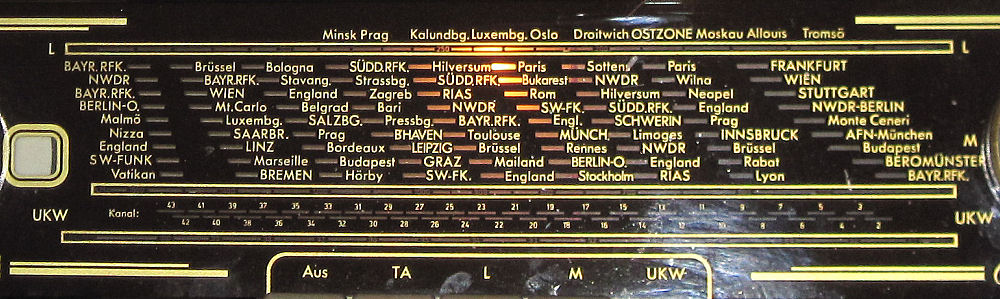 Minsk Prag Kalundbg. Luxembg. Oslo Droitwich OSTZONE Moskau Allouis Tromsö
L 250 200 L
BAYR.RFK. Brüssel Bologna SÜDD.RFK. Hilversum Paris Sottens Paris FRANKFURT
NWDR BAYR.RFK. Stavang. Strassbg. SÜDD.RFK. Bukarest NWDR Wilna WIEN
BAYR.RFK. WIEN England Zagreb RIAS Rom Hilversum Neapel STUTTGART
BERLIN-O. Mt.Carlo Belgrad Bari NWDR SW-FK. SÜDD.RFK. England NWDR-BERLIN
Malmö Luxembg. SALZBG. Pressbg. BAYR.RFK. Engl. SCHWERIN Prag Monte Ceneri
Nizza SAARBR. Prag B'HAVEN Toulouse MÜNCH. Limoges INNSBRUCK AFN-München
England LINZ Bordeaux LEIPZIG Brüssel Rennes NWDR Brüssel Budapest M
SW-FUNK Marseille Budapest GRAZ Mailand BERLIN-O. England Rabat BEROMÜNSTER
Vatikan BREMEN Hörby SW-FK. England Stockholm RIAS Lyon BAYR.RFK.
UKW Kanal: 43 41 39 37 35 33 31 29 27 25 23 21 19 17 15 13 11 9 7 5 3 UKW
42 40 38 36 34 32 30 28 26 24 22 20 18 16 14 12 10 8 6 4 2
Aus TA L M UKW